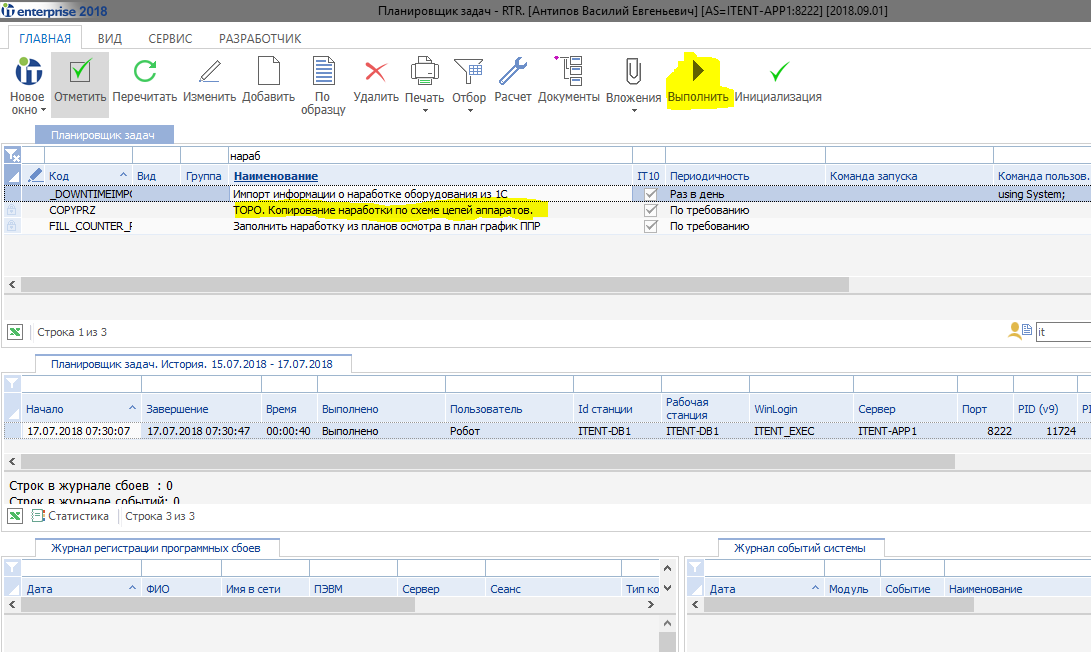 it enterprise 2018 Планировщик задач - RTR. [Антипов Василий Евгеньевич] [AS=ITENT-APP1:8222] [2018.09.01]
ГЛАВНАЯ ВИД СЕРВИС РАЗРАБОТЧИК
Новое окно Отметить Перечитать Изменить Добавить По образцу Удалить Печать Отбор Расчет Документы Вложения Выполнить Инициализация
Планировщик задач
нараб
Код Вид Группа Наименование IT10 Периодичность Команда запуска Команда пользов.
_DOWNTIMEIMPO Импорт информации о наработке оборудования из 1С Раз в день using System;
COPYPRZ ТОРО. Копирование наработки по схеме цепей аппаратов. По требованию
FILL_COUNTER_F Заполнить наработку из планов осмотра в план график ППР По требованию
Строка 1 из 3 it
Планировщик задач. История. 15.07.2018 - 17.07.2018
Начало Завершение Время Выполнено Пользователь Id станции Рабочая станция WinLogin Сервер Порт PID (v9) PI
17.07.2018 07:30:07 17.07.2018 07:30:47 00:00:40 Выполнено Робот ITENT-DB1 ITENT-DB1 ITENT_EXEC ITENT-APP1 8222 11724
Строк в журнале сбоев : 0
Строк в журнале событий: 0
Статистика Строка 3 из 3
Журнал регистрации программных сбоев Журнал событий системы
Дата ФИО Имя в сети ПЭВМ Сервер Сеанс Тип ко Дата Модуль Событие Наименование